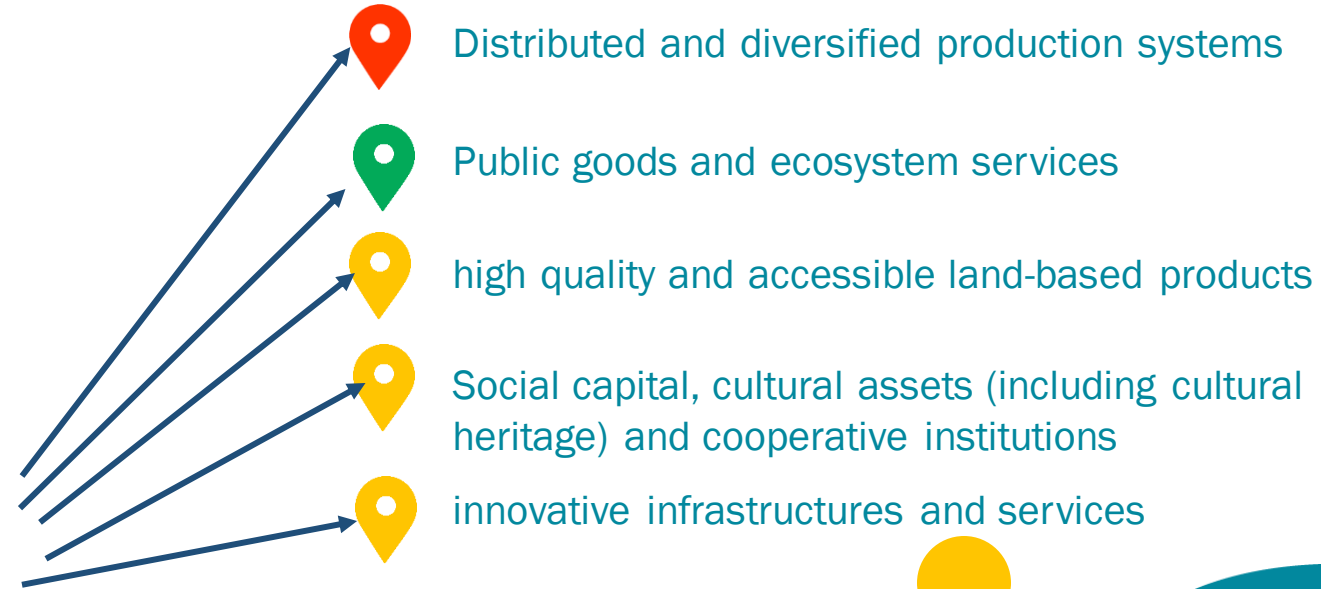 Distributed and diversified production systems
Public goods and ecosystem services
high quality and accessible land-based products
Social capital, cultural assets (including cultural
heritage) and cooperative institutions
innovative infrastructures and services